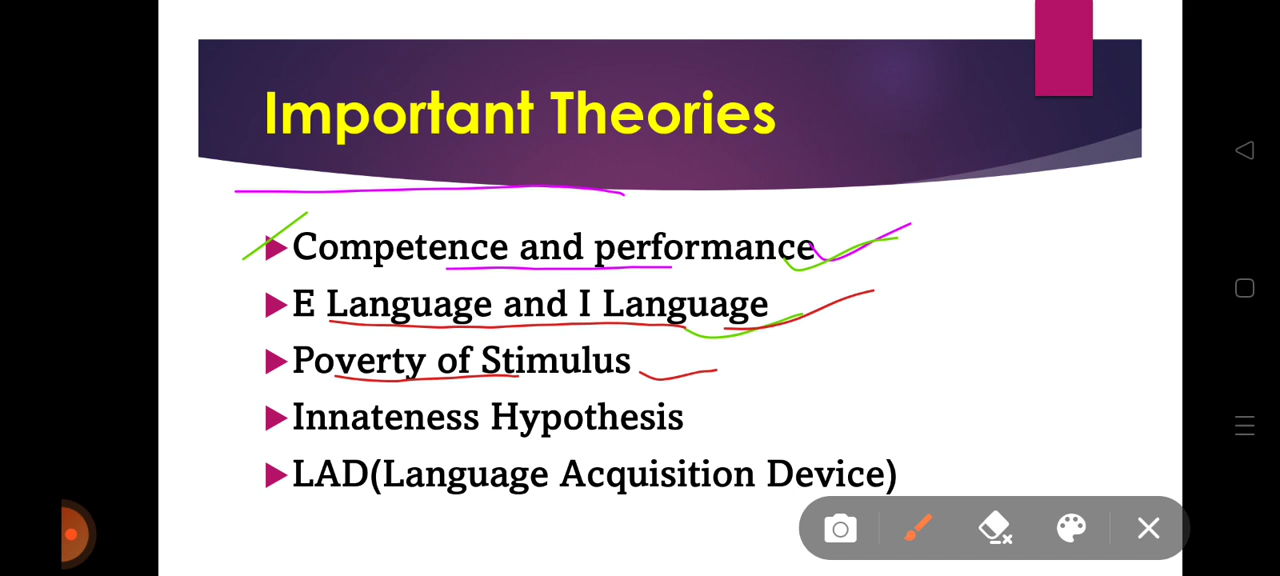 Important Theories
Competence and performance
E Language and I Language
Poverty of Stimulus
Innateness Hypothesis
LAD(Language Acquisition Device)